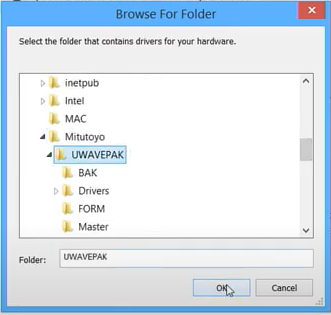 Browse For Folder
Select the folder that contains drivers for your hardware.
inetpub
Intel
MAC
Mitutoyo
UWAVEPAK
BAK
Drivers
FORM
Master
Folder: UWAVEPAK
OK Cancel